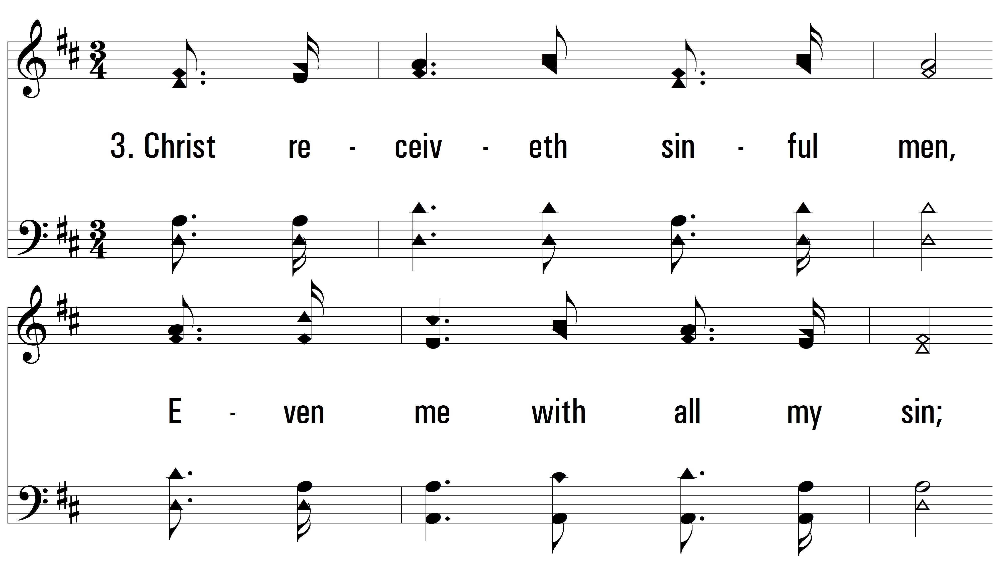 3. Christ re - ceiv - eth sin - ful men,
E - ven me with all my sin;